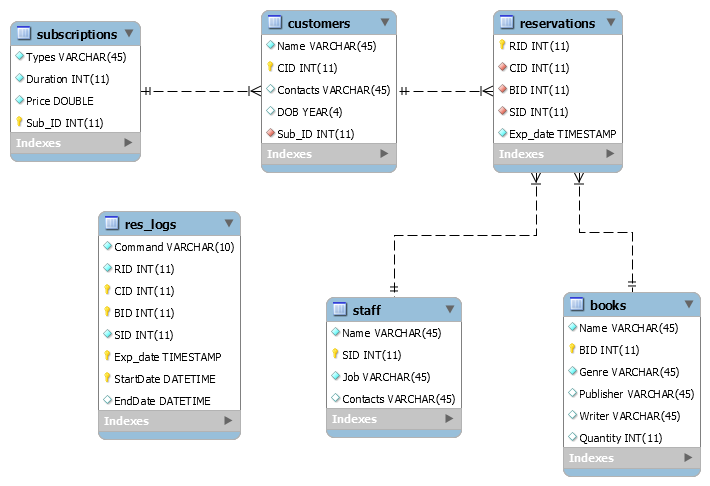 subscriptions
Types VARCHAR(45)
Duration INT(11)
Price DOUBLE
Sub_ID INT(11)
Indexes
customers
Name VARCHAR(45)
CID INT(11)
Contacts VARCHAR(45)
DOB YEAR(4)
Sub_ID INT(11)
Indexes
reservations
RID INT(11)
CID INT(11)
BID INT(11)
SID INT(11)
Exp_date TIMESTAMP
Indexes
res_logs
Command VARCHAR(10)
RID INT(11)
CID INT(11)
BID INT(11)
SID INT(11)
Exp_date TIMESTAMP
StartDate DATETIME
EndDate DATETIME
Indexes
staff
Name VARCHAR(45)
SID INT(11)
Job VARCHAR(45)
Contacts VARCHAR(45)
Indexes
books
Name VARCHAR(45)
BID INT(11)
Genre VARCHAR(45)
Publisher VARCHAR(45)
Writer VARCHAR(45)
Quantity INT(11)
Indexes